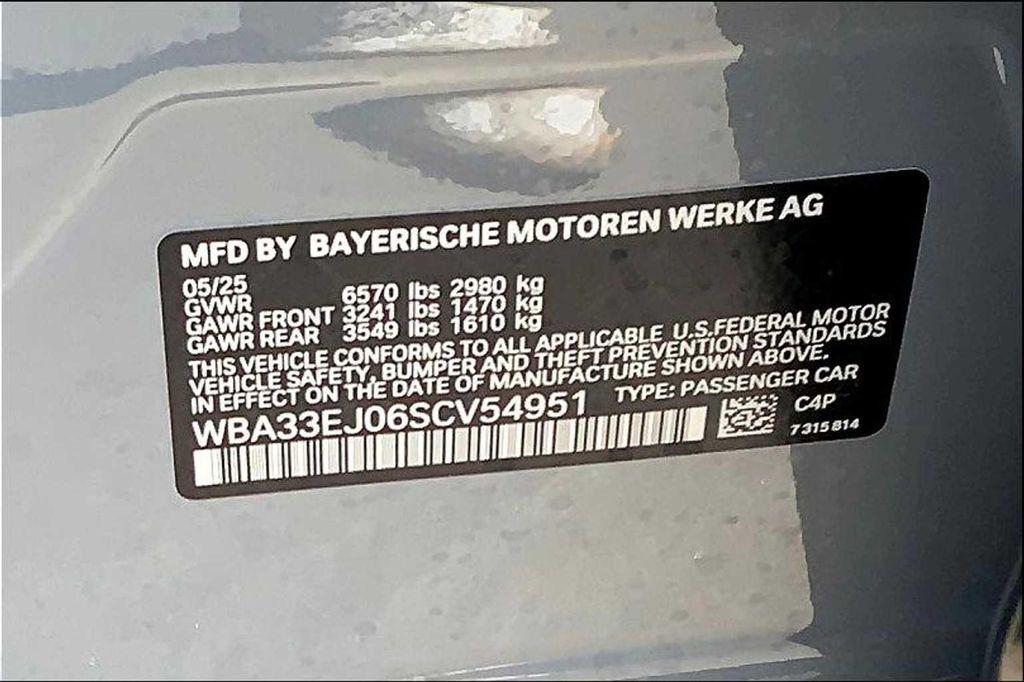 MFD BY BAYERISCHE MOTOREN WERKE AG
05/25
GVWR 6570 lbs 2980 kg
GAWR FRONT 3241 lbs 1470 kg
GAWR REAR 3549 lbs 1610 kg
THIS VEHICLE CONFORMS TO ALL APPLICABLE U.S.FEDERAL MOTOR
VEHICLE SAFETY, BUMPER AND THEFT PREVENTION STANDARDS
IN EFFECT ON THE DATE OF MANUFACTURE SHOWN ABOVE.
TYPE: PASSENGER CAR
WBA33EJ06SCV54951
C4P
7315814